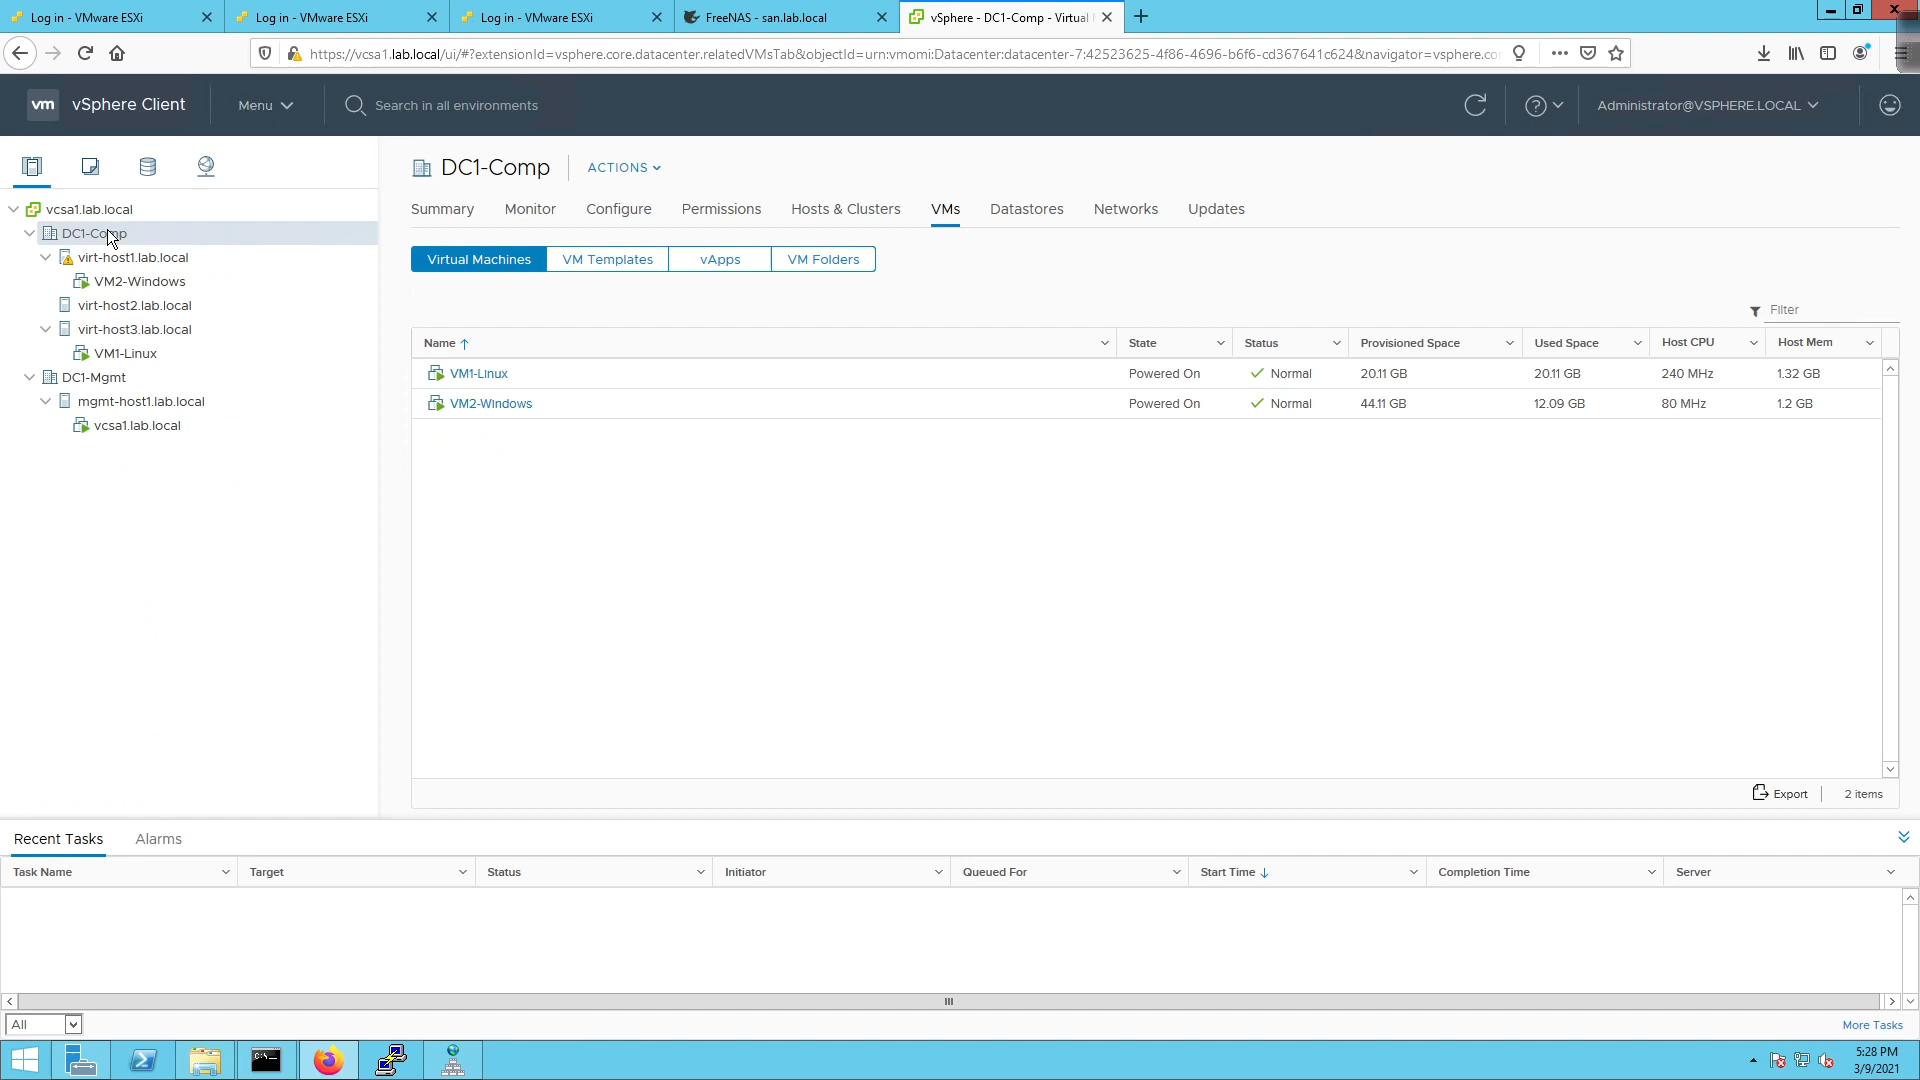 Log in - VMware ESXi
Log in - VMware ESXi
Log in - VMware ESXi
FreeNAS - san.lab.local
vSphere - DC1-Comp - Virtual
https://vcsa1.lab.local/ui/#?extensionId=vsphere.core.datacenter.relatedVMsTab&objectId=urn:vmomi:Datacenter:datacenter-7:42523625-4f86-4696-b6f6-cd367641c624&navigator=vsphere.co
vm vSphere Client Menu Search in all environments Administrator@VSPHERE.LOCAL
vcsa1.lab.local
DC1-Comp
virt-host1.lab.local
VM2-Windows
virt-host2.lab.local
virt-host3.lab.local
VM1-Linux
DC1-Mgmt
mgmt-host1.lab.local
vcsa1.lab.local
DC1-Comp ACTIONS
Summary Monitor Configure Permissions Hosts & Clusters VMs Datastores Networks Updates
Virtual Machines VM Templates vApps VM Folders
Filter
Name State Status Provisioned Space Used Space Host CPU Host Mem
VM1-Linux Powered On Normal 20.11 GB 20.11 GB 240 MHz 1.32 GB
VM2-Windows Powered On Normal 44.11 GB 12.09 GB 80 MHz 1.2 GB
Export 2 items
Recent Tasks Alarms
Task Name Target Status Initiator Queued For Start Time Completion Time Server
All More Tasks
C:\_
5:28 PM
3/9/2021